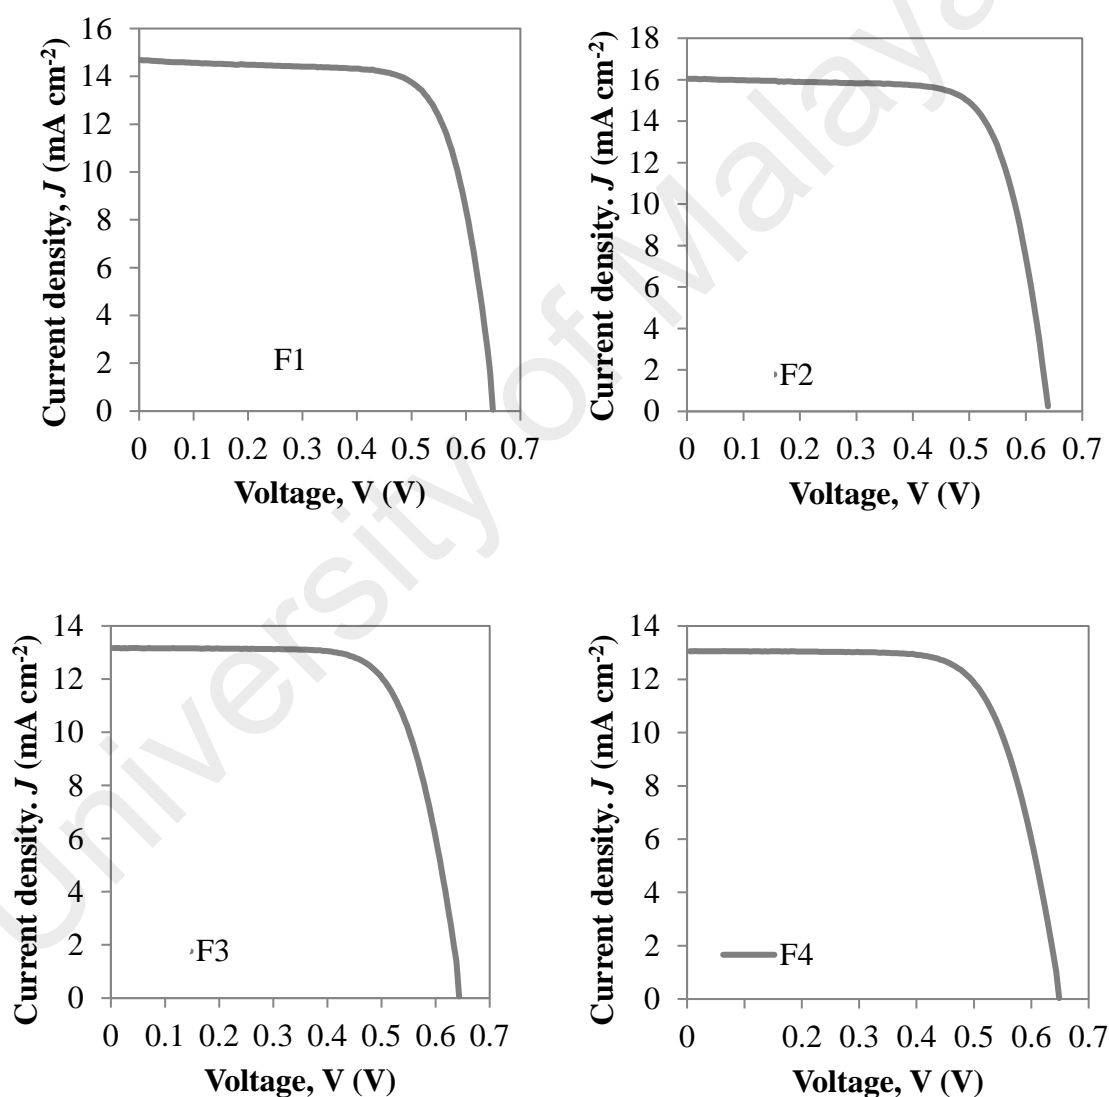 Current density, J (mA cm-2)
16
14
12
10
8
6
4
2
0
F1
0 0.1 0.2 0.3 0.4 0.5 0.6 0.7
Voltage, V (V)
Current density. J (mA cm-2)
18
16
14
12
10
8
6
4
2
0
F2
0 0.1 0.2 0.3 0.4 0.5 0.6 0.7
Voltage, V (V)
Current density. J (mA cm-2)
14
12
10
8
6
4
2
0
F3
0 0.1 0.2 0.3 0.4 0.5 0.6 0.7
Voltage, V (V)
Current density. J (mA cm-2)
14
12
10
8
6
4
2
0
F4
0 0.1 0.2 0.3 0.4 0.5 0.6 0.7
Voltage, V (V)
University of Malaya